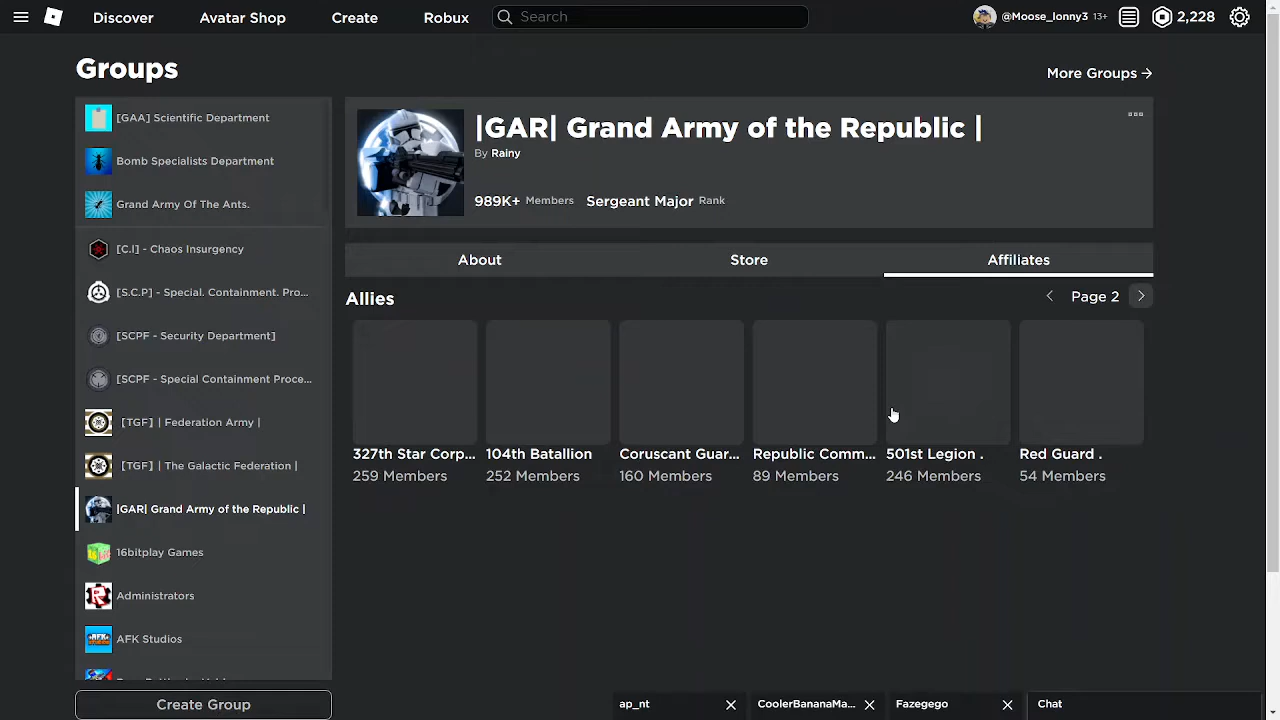 Discover
Avatar Shop
Create
Robux
Search
@Moose_lonny3 13+
2,228
Groups
More Groups →
[GAA] Scientific Department
Bomb Specialists Department
Grand Army Of The Ants.
[C.I] - Chaos Insurgency
[S.C.P] - Special. Containment. Pro...
[SCPF - Security Department]
[SCPF - Special Containment Proce...
[TGF] | Federation Army |
[TGF] | The Galactic Federation |
|GAR| Grand Army of the Republic |
16bitplay Games
Administrators
AFK Studios
Create Group
|GAR| Grand Army of the Republic |
By Rainy
989K+ Members Sergeant Major Rank
About
Store
Affiliates
Allies
Page 2
327th Star Corp...
259 Members
104th Batallion
252 Members
Coruscant Guar...
160 Members
Republic Comm...
89 Members
501st Legion .
246 Members
Red Guard .
54 Members
ap_nt
CoolerBananaMa...
Fazegego
Chat